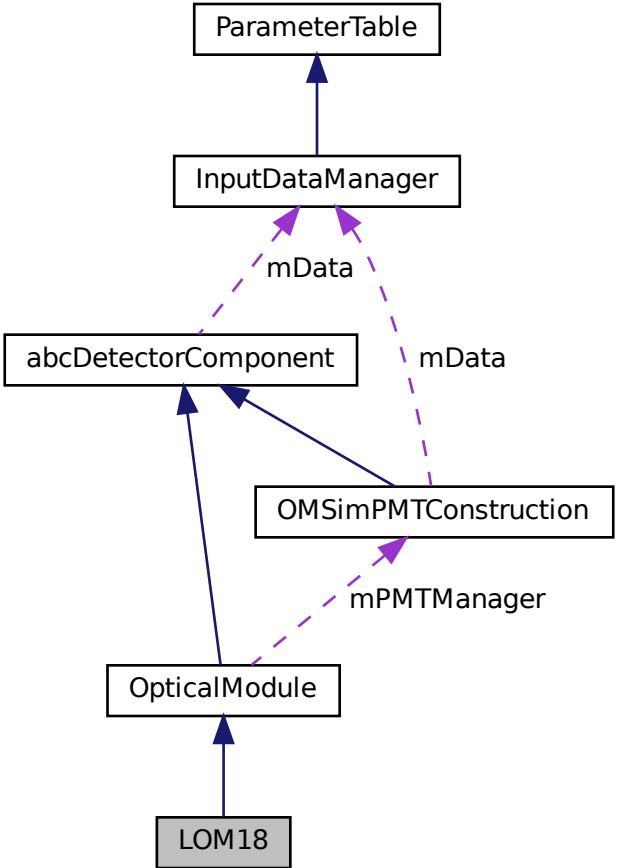 ParameterTable
InputDataManager
mData
abcDetectorComponent
mData
OMSimPMTConstruction
mPMTManager
OpticalModule
LOM18